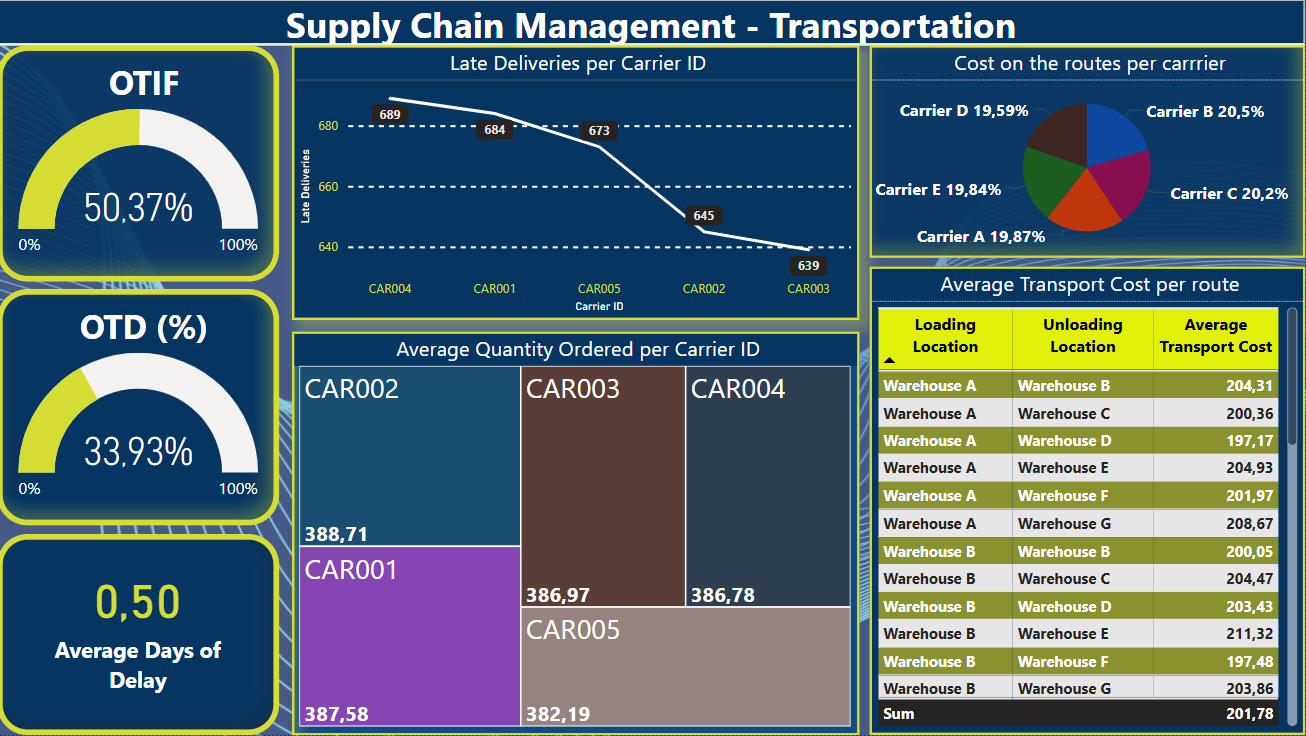 Supply Chain Management - Transportation
OTIF
50,37%
0%
100%
OTD (%)
33,93%
0%
100%
0,50
Average Days of
Delay
Late Deliveries per Carrier ID
Late Deliveries
680
660
640
689
684
673
645
639
CAR004
CAR001
CAR005
CAR002
CAR003
Carrier ID
Average Quantity Ordered per Carrier ID
CAR002
388,71
CAR001
387,58
CAR003
386,97
CAR004
386,78
CAR005
382,19
Cost on the routes per carrrier
Carrier D 19,59%
Carrier B 20,5%
Carrier E 19,84%
Carrier C 20,2%
Carrier A 19,87%
Average Transport Cost per route
Loading Location Unloading Location Average Transport Cost
Warehouse A Warehouse B 204,31
Warehouse A Warehouse C 200,36
Warehouse A Warehouse D 197,17
Warehouse A Warehouse E 204,93
Warehouse A Warehouse F 201,97
Warehouse A Warehouse G 208,67
Warehouse B Warehouse B 200,05
Warehouse B Warehouse C 204,47
Warehouse B Warehouse D 203,43
Warehouse B Warehouse E 211,32
Warehouse B Warehouse F 197,48
Warehouse B Warehouse G 203,86
Sum 201,78